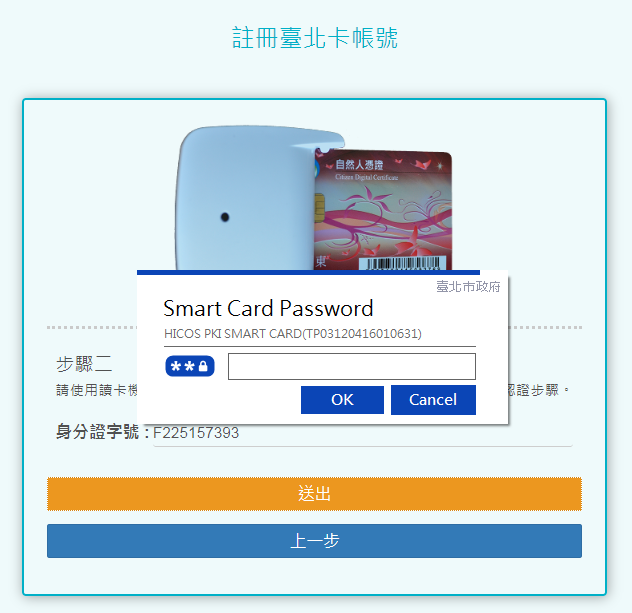 註冊臺北卡帳號
自然人憑證
Citizen Digital Certificate
東
臺北市政府
Smart Card Password
HICOS PKI SMART CARD(TP03120416010631)
OK
Cancel
步驟二
請使用讀卡機
認證步驟。
身分證字號 : F225157393
送出
上一步